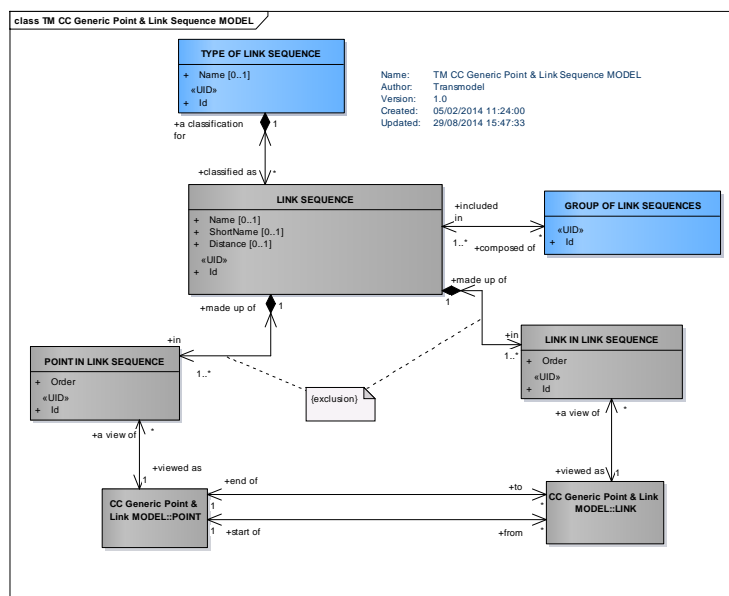 class TM CC Generic Point & Link Sequence MODEL
TYPE OF LINK SEQUENCE
+ Name [0..1]
«UID»
+ Id
Name: TM CC Generic Point & Link Sequence MODEL
Author: Transmodel
Version: 1.0
Created: 05/02/2014 11:24:00
Updated: 29/08/2014 15:47:33
+a classification
for
1
+classified as
*
LINK SEQUENCE
+ Name [0..1]
+ ShortName [0..1]
+ Distance [0..1]
«UID»
+ Id
+included
in
1..*
+composed of
*
GROUP OF LINK SEQUENCES
«UID»
+ Id
+made up of
1
+made up of
1
+in
1..*
+in
1..*
POINT IN LINK SEQUENCE
+ Order
«UID»
+ Id
{exclusion}
LINK IN LINK SEQUENCE
+ Order
«UID»
+ Id
+a view of
*
+viewed as
1
+a view of
*
+viewed as
1
CC Generic Point &
Link MODEL::POINT
+end of
1
+to
*
1
+start of
*
+from
CC Generic Point & Link
MODEL::LINK